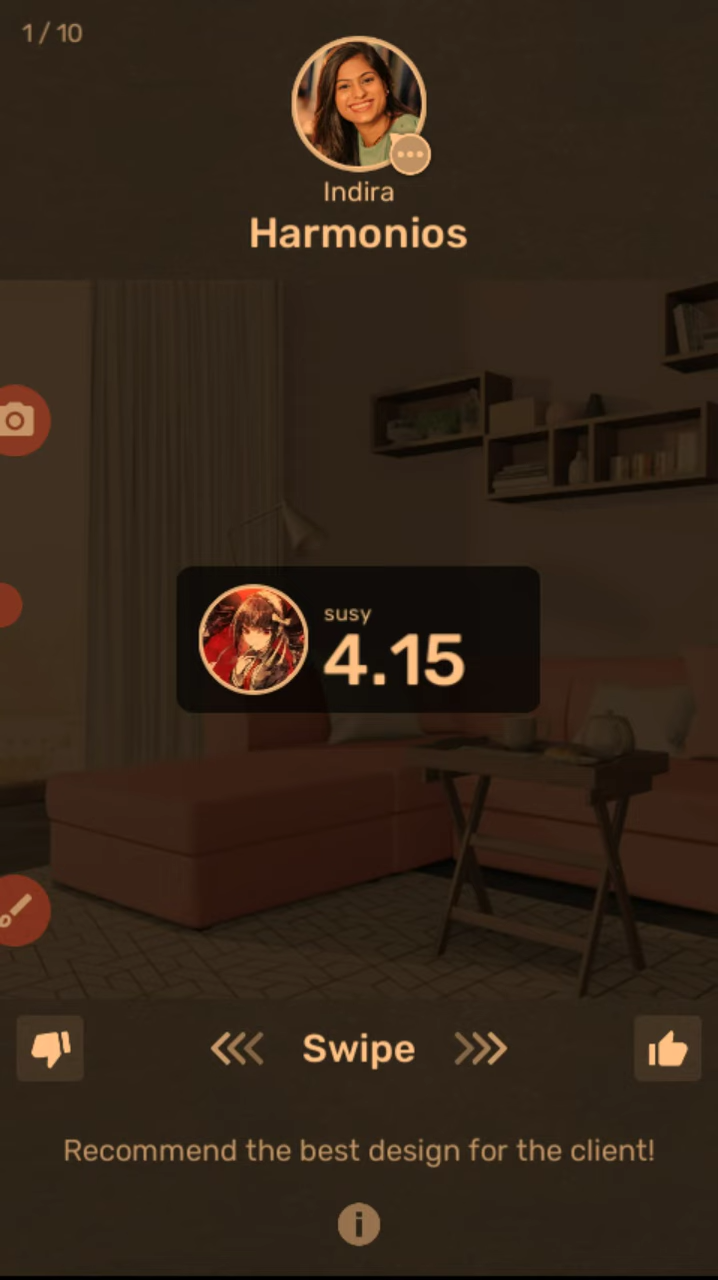 1 / 10
Indira
Harmonios
susy
4.15
Swipe
Recommend the best design for the client!